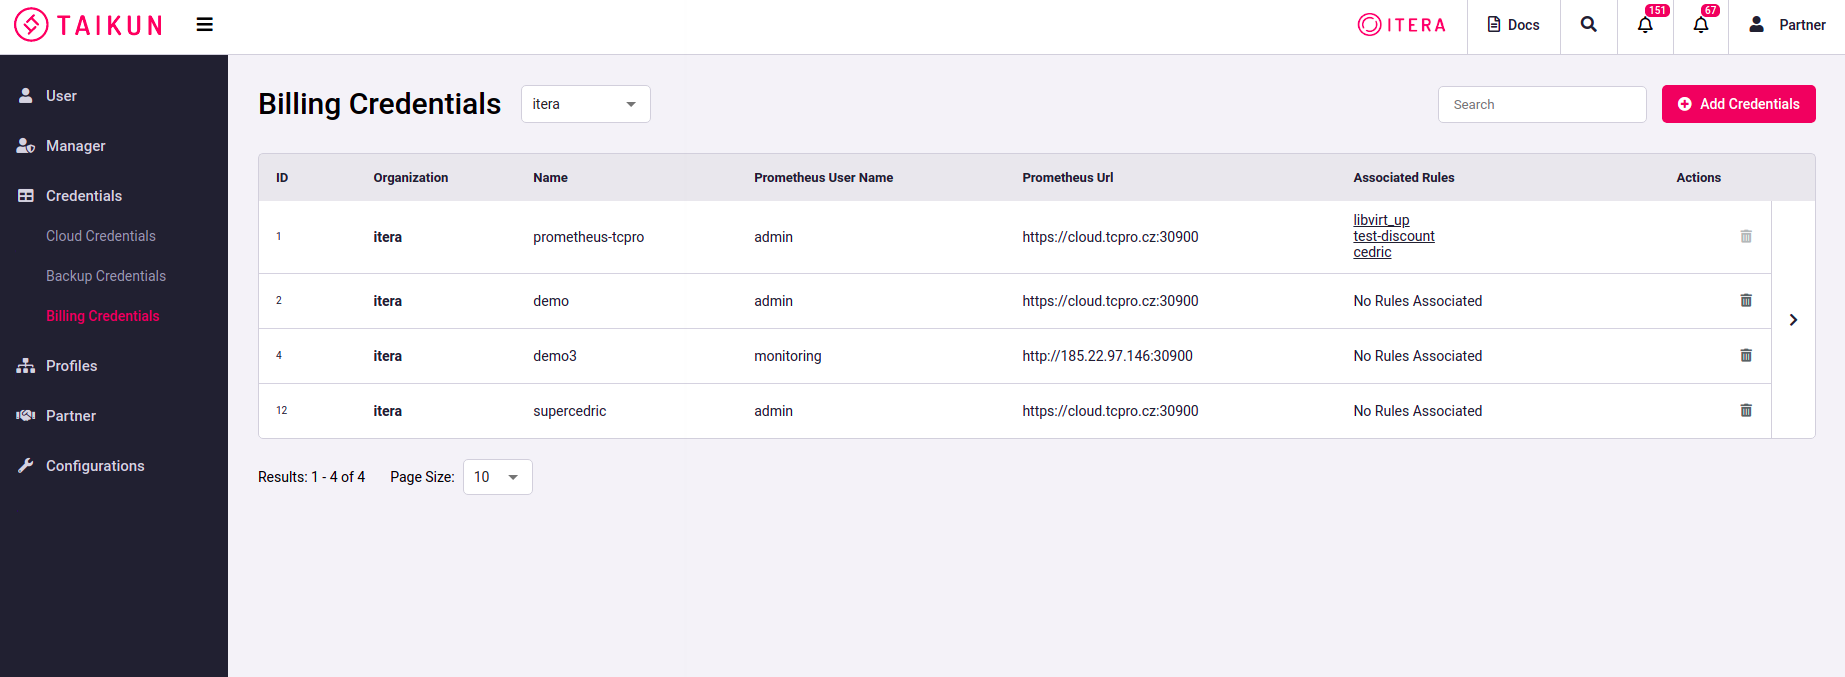 TAIKUN
ITERA
Docs
151
67
Partner
User
Manager
Credentials
Cloud Credentials
Backup Credentials
Billing Credentials
Profiles
Partner
Configurations
Billing Credentials
itera
Search
Add Credentials
ID Organization Name Prometheus User Name Prometheus Url Associated Rules Actions
1 itera prometheus-tcpro admin https://cloud.tcpro.cz:30900 libvirt_up
test-discount
cedric
2 itera demo admin https://cloud.tcpro.cz:30900 No Rules Associated
4 itera demo3 monitoring http://185.22.97.146:30900 No Rules Associated
12 itera supercedric admin https://cloud.tcpro.cz:30900 No Rules Associated
Results: 1 - 4 of 4 Page Size: 10